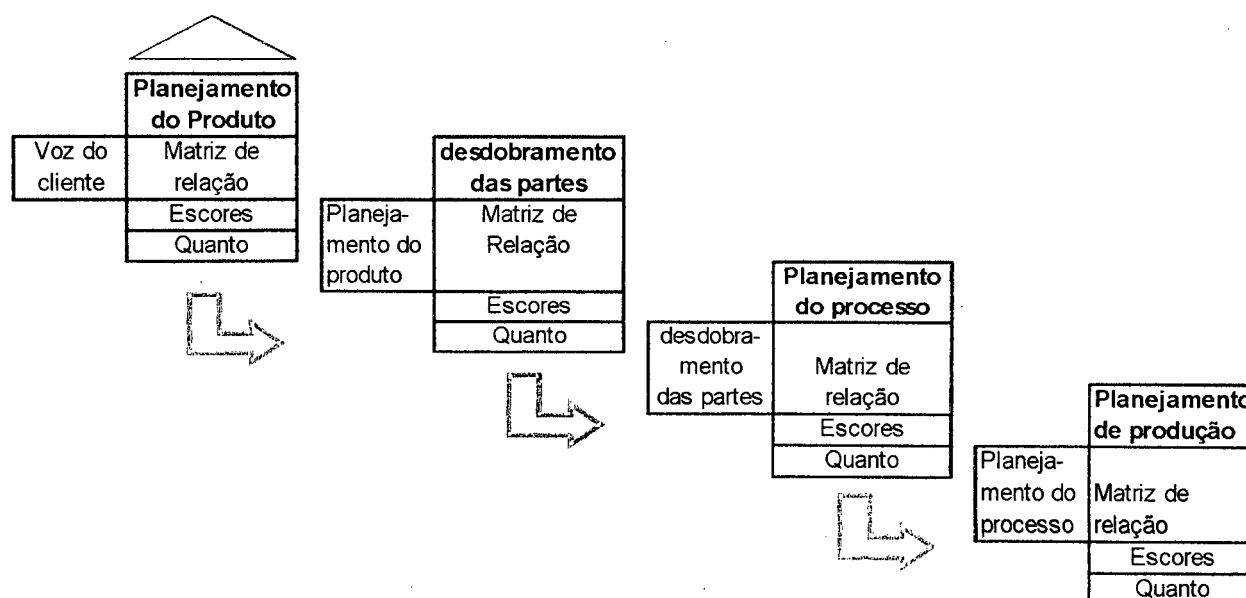 Planejamento
do Produto
Voz do
cliente
Matriz de
relação
Escores
Quanto
desdobramento
das partes
Planeja-
mento do
produto
Matriz de
Relação
Escores
Quanto
Planejamento
do processo
desdobra-
mento
das partes
Matriz de
relação
Escores
Quanto
Planejamento
de produção
Planeja-
mento do
processo
Matriz de
relação
Escores
Quanto